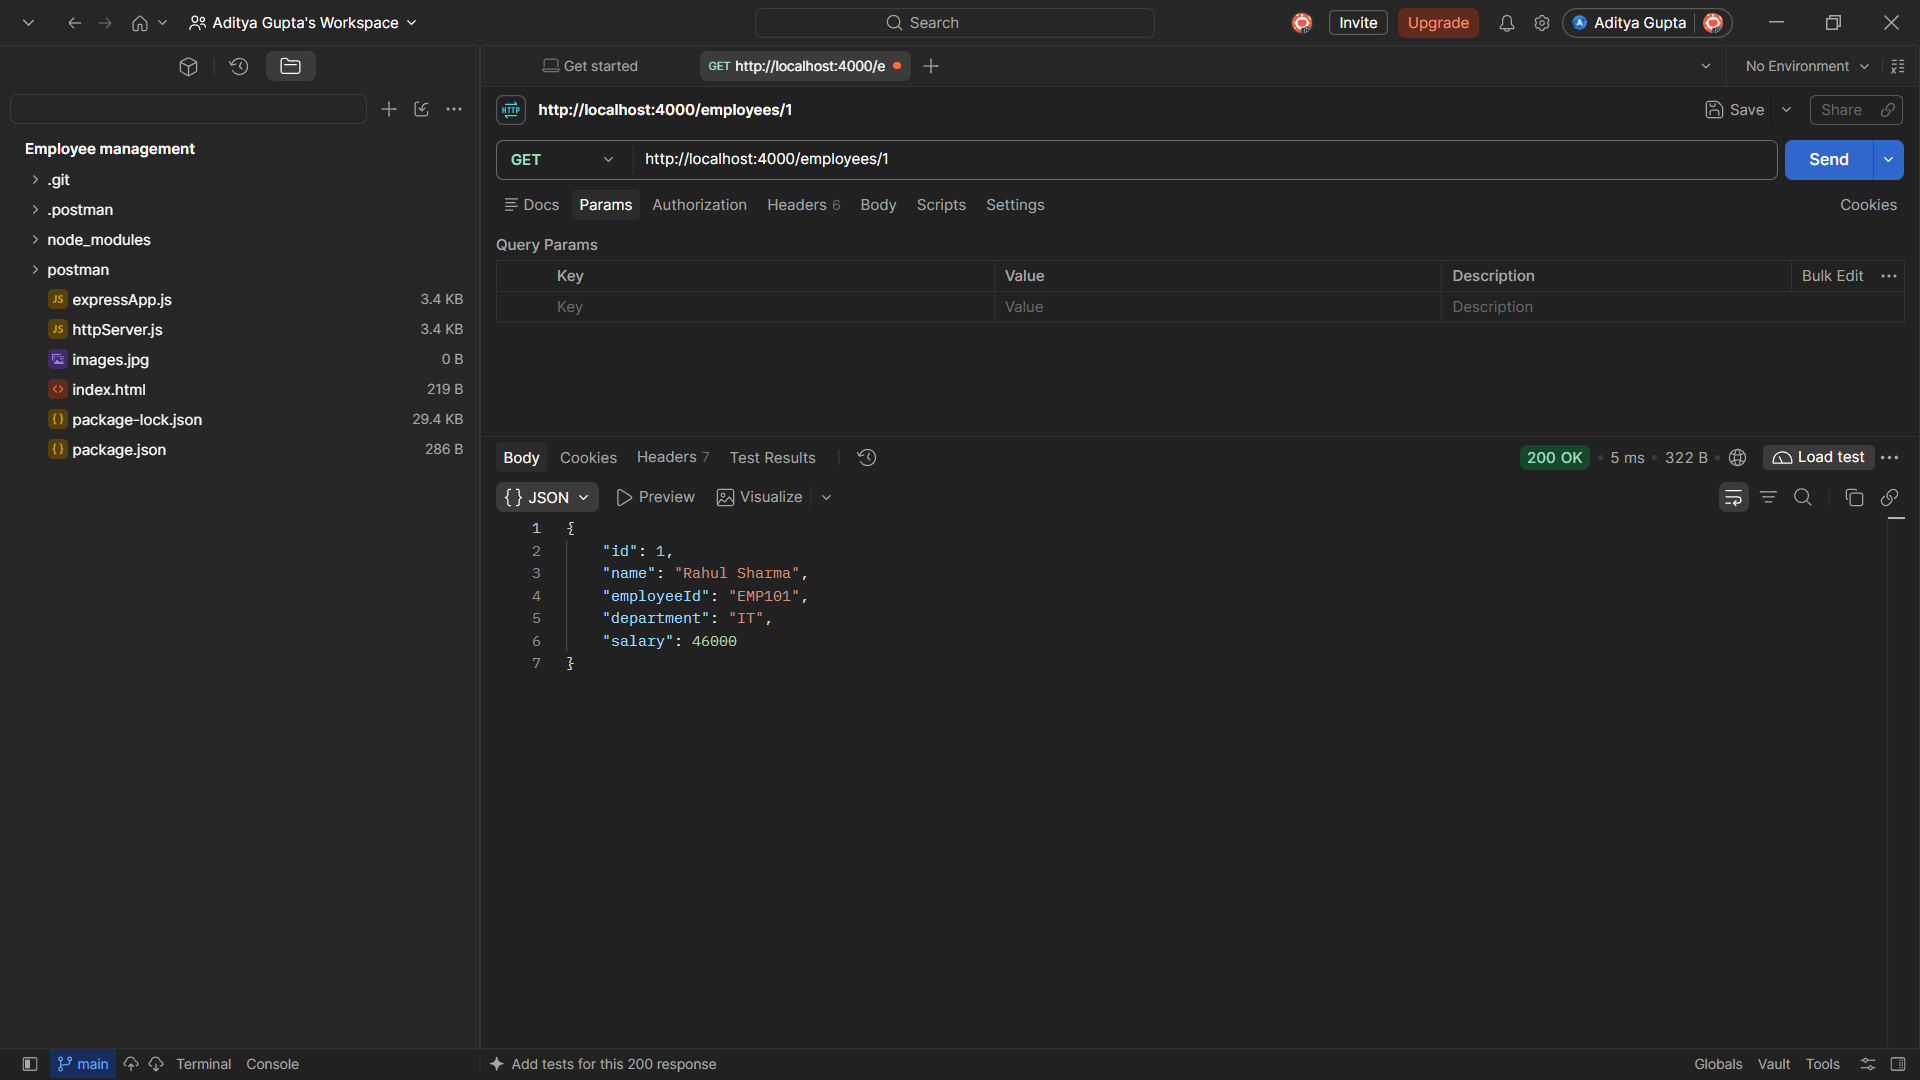 Aditya Gupta's Workspace
Search
Invite
Upgrade
A Aditya Gupta
Get started
GET http://localhost:4000/e
No Environment
HTTP http://localhost:4000/employees/1
Save
Share
Employee management
.git
.postman
node_modules
postman
JS expressApp.js 3.4 KB
JS httpServer.js 3.4 KB
images.jpg 0 B
<> index.html 219 B
{} package-lock.json 29.4 KB
{} package.json 286 B
GET http://localhost:4000/employees/1
Send
Docs Params Authorization Headers 6 Body Scripts Settings Cookies
Query Params
Key Value Description Bulk Edit
Key Value Description
Body Cookies Headers 7 Test Results
200 OK • 5 ms • 322 B
Load test
{} JSON Preview Visualize
1 {
2 "id": 1,
3 "name": "Rahul Sharma",
4 "employeeId": "EMP101",
5 "department": "IT",
6 "salary": 46000
7 }
main Terminal Console
Add tests for this 200 response
Globals Vault Tools